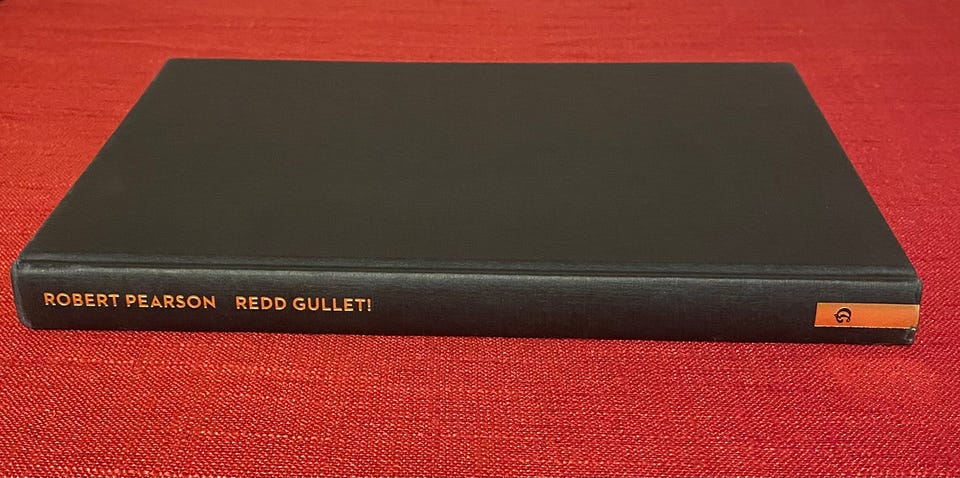 ROBERT PEARSON REDD GULLET!